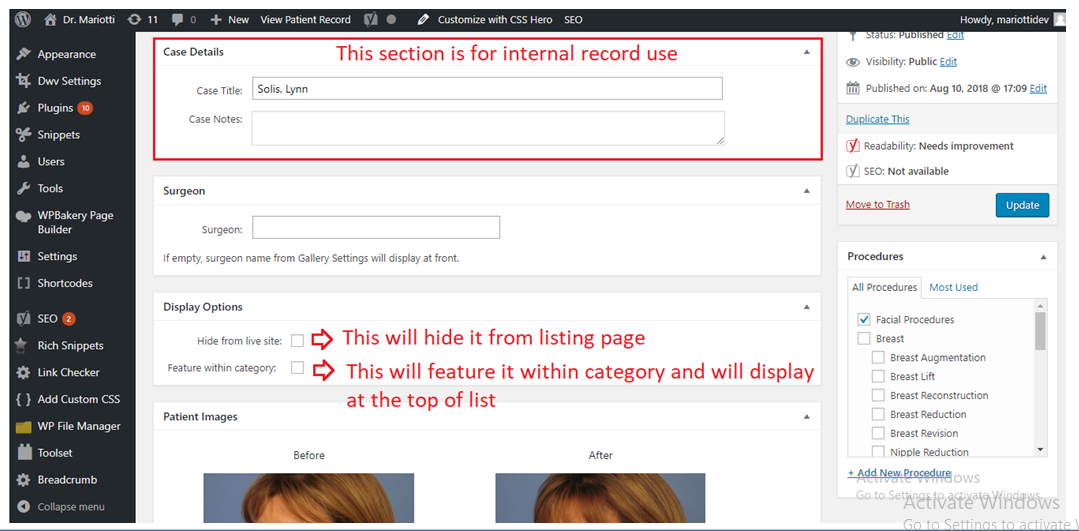 Dr. Mariotti 11 0 New View Patient Record Customize with CSS Hero SEO Howdy, mariottidev
Appearance
Dwv Settings
Plugins 10
Snippets
Users
Tools
WPBakery Page
Builder
Settings
Shortcodes
SEO 2
Rich Snippets
Link Checker
Add Custom CSS
WP File Manager
Toolset
Breadcrumb
Collapse menu
Case Details
This section is for internal record use
Case Title: Solis, Lynn
Case Notes:
Surgeon
Surgeon:
If empty, surgeon name from Gallery Settings will display at front.
Display Options
Hide from live site: This will hide it from listing page
Feature within category: This will feature it within category and will display
at the top of list
Patient Images
Before After
Status: Published Edit
Visibility: Public Edit
Published on: Aug 10, 2018 @ 17:09 Edit
Duplicate This
Readability: Needs improvement
SEO: Not available
Move to Trash Update
Procedures
All Procedures Most Used
Facial Procedures
Breast
Breast Augmentation
Breast Lift
Breast Reconstruction
Breast Reduction
Breast Revision
Nipple Reduction
+ Add New Procedure
Activate Windows
Go to Settings to activate Windows.
Activate Windows
Go to Settings to activate